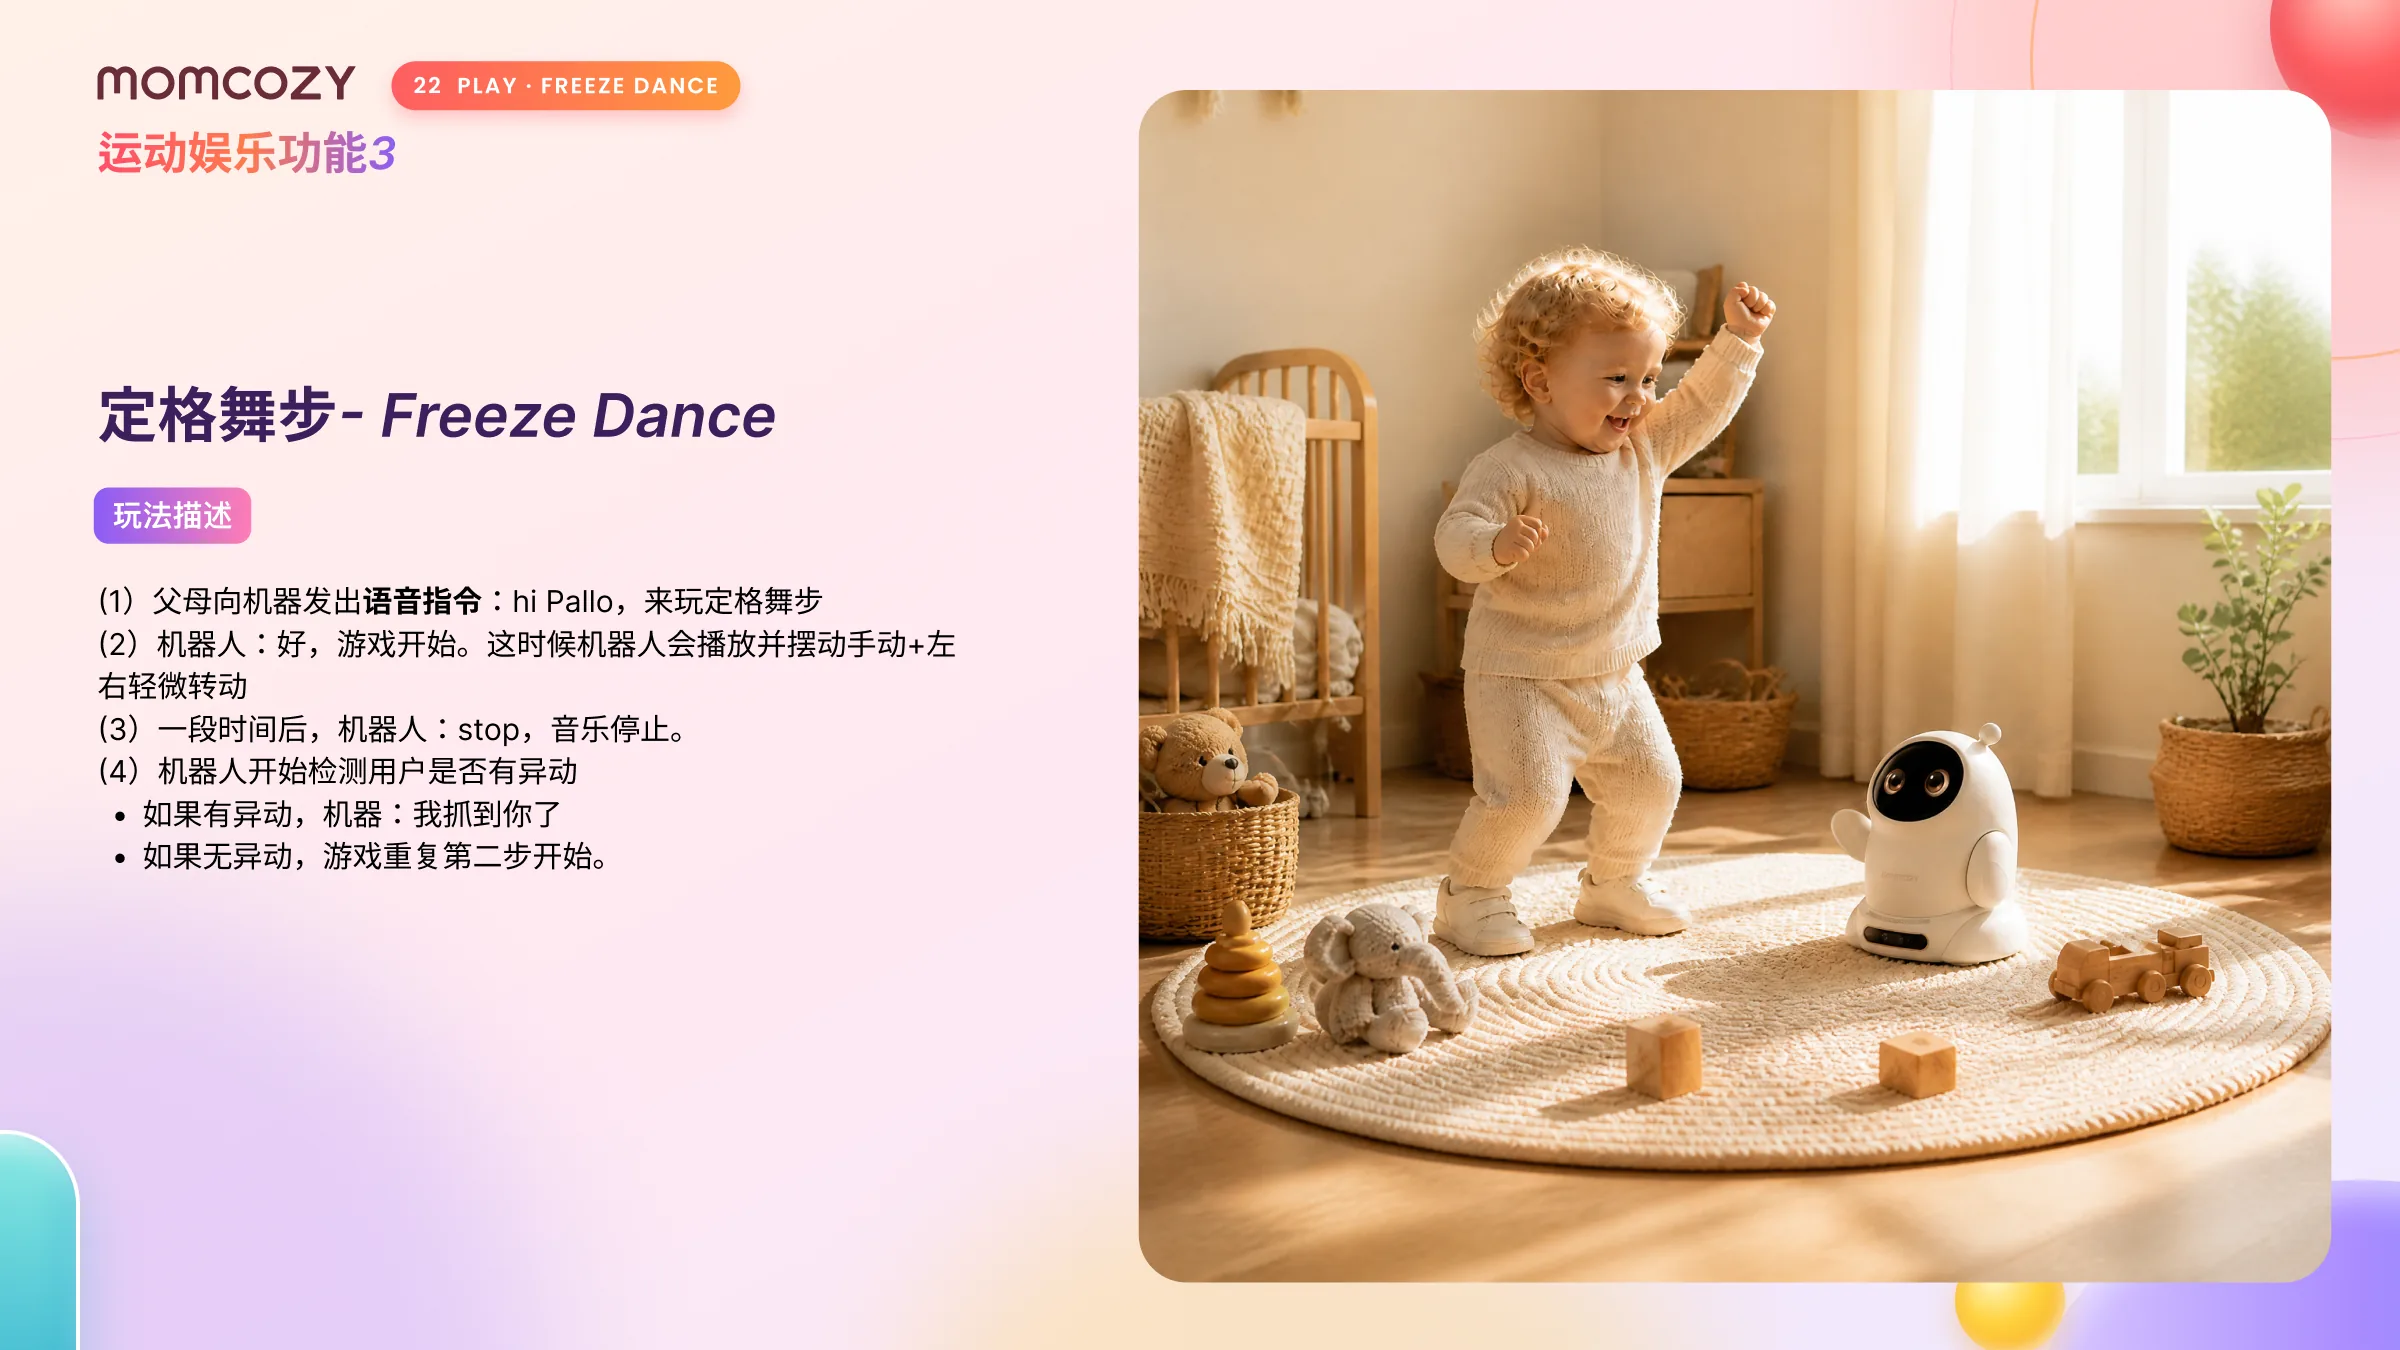 momcozy
22 PLAY · FREEZE DANCE
运动娱乐功能3
定格舞步- Freeze Dance
玩法描述
(1）父母向机器发出语音指令：hi Pallo，来玩定格舞步
(2）机器人：好，游戏开始。这时候机器人会播放并摆动手动+左
右轻微转动
(3）一段时间后，机器人：stop，音乐停止。
(4）机器人开始检测用户是否有异动
• 如果有异动，机器：我抓到你了
• 如果无异动，游戏重复第二步开始。